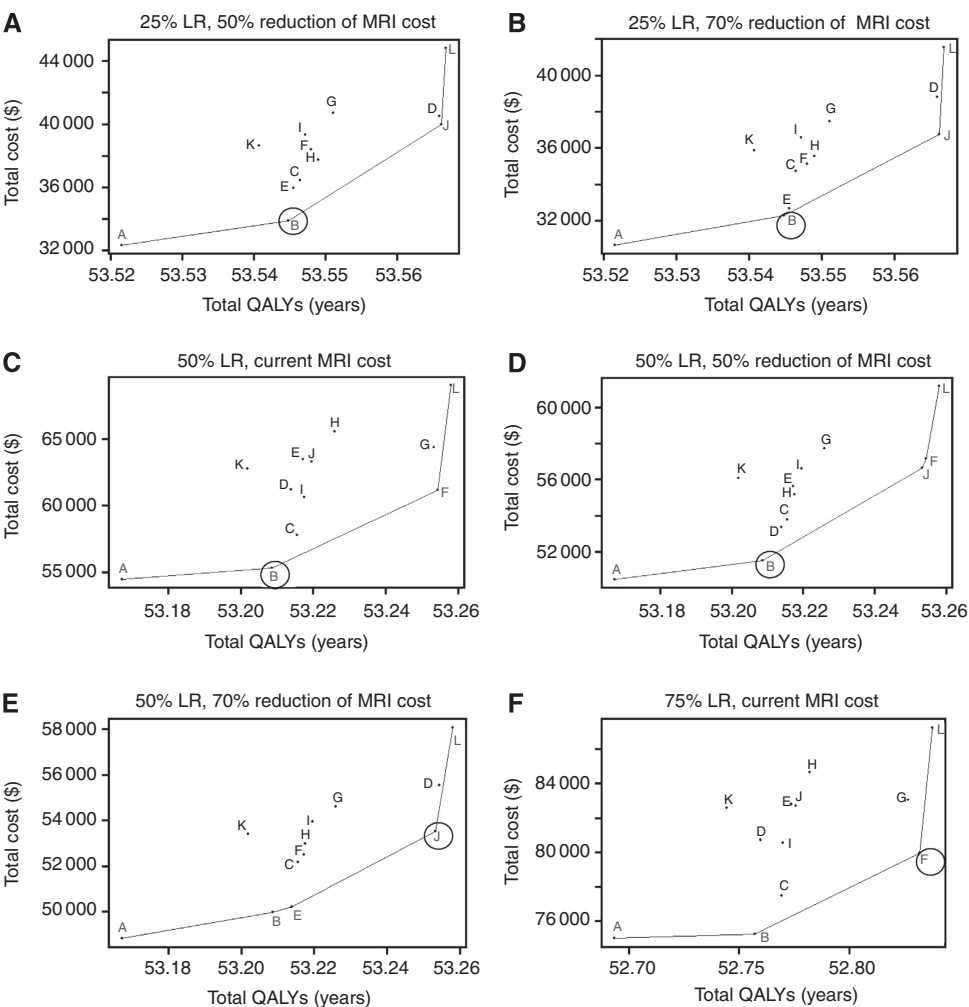 A
25% LR, 50% reduction of MRI cost
Total cost ($)
44 000
40 000
36 000
32 000
A
K
E
C
H
F
I
G
B
D
J
L
53.52 53.53 53.54 53.55 53.56
Total QALYs (years)
B
25% LR, 70% reduction of MRI cost
Total cost ($)
40 000
36 000
32 000
A
K
I
G
C
F
H
E
B
D
J
L
53.52 53.54 53.54 53.55 53.56
Total QALYs (years)
C
50% LR, current MRI cost
Total cost ($)
65 000
60 000
55 000
A
K
E
J
H
D
I
C
B
G
F
L
53.18 53.20 53.22 53.24 53.26
Total QALYs (years)
D
50% LR, 50% reduction of MRI cost
Total cost ($)
60 000
56 000
52 000
A
K
I
G
E
H
C
D
B
F
J
L
53.18 53.20 53.22 53.24 53.26
Total QALYs (years)
E
50% LR, 70% reduction of MRI cost
Total cost ($)
58 000
56 000
54 000
52 000
50 000
A
K
I
G
H
F
C
B
E
D
J
L
53.18 53.20 53.22 53.24 53.26
Total QALYs (years)
F
75% LR, current MRI cost
Total cost ($)
84 000
80 000
76 000
A
K
E
J
H
D
I
C
B
G
F
L
52.70 52.75 52.80
Total QALYs (years)